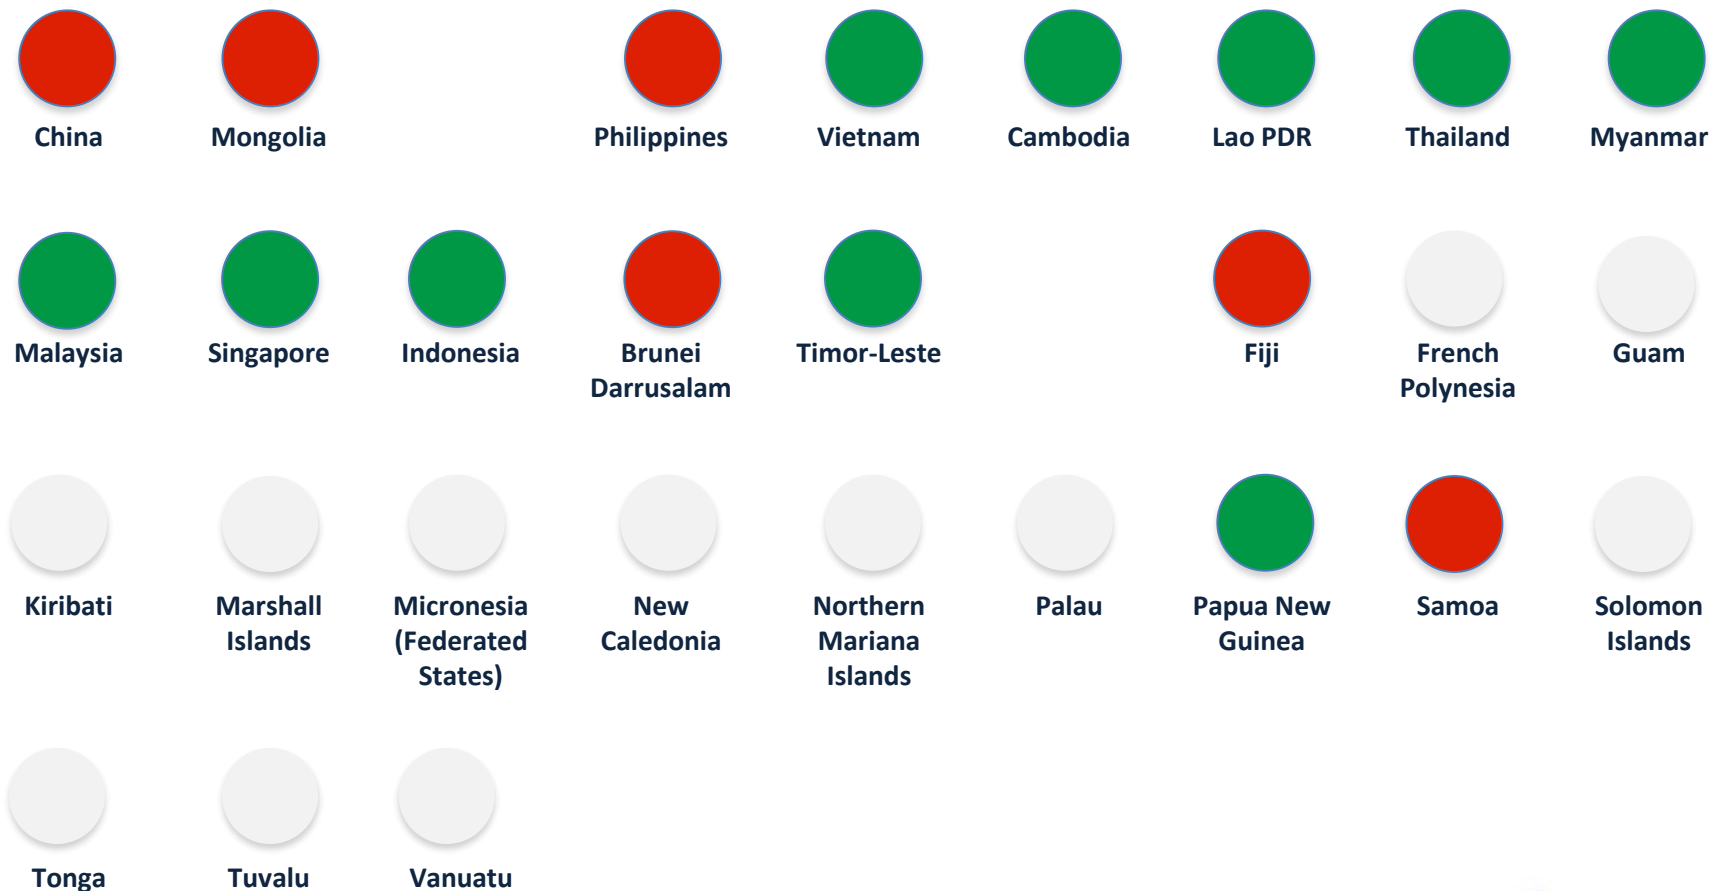 China
Mongolia
Philippines
Vietnam
Cambodia
Lao PDR
Thailand
Myanmar
Malaysia
Singapore
Indonesia
Brunei
Darrusalam
Timor-Leste
Fiji
French
Polynesia
Guam
Kiribati
Marshall
Islands
Micronesia
(Federated
States)
New
Caledonia
Northern
Mariana
Islands
Palau
Papua New
Guinea
Samoa
Solomon
Islands
Tonga
Tuvalu
Vanuatu